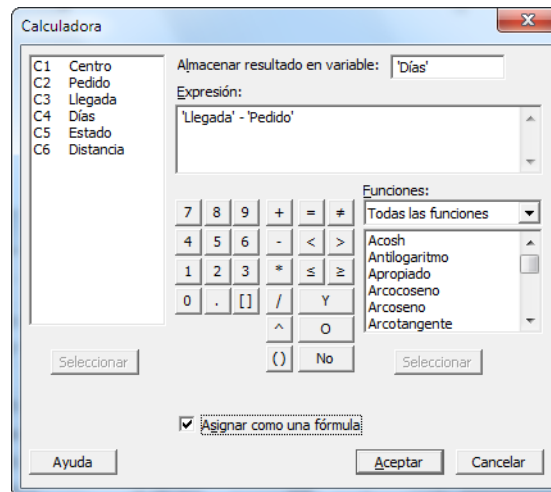 Calculadora
C1 Centro
C2 Pedido
C3 Llegada
C4 Días
C5 Estado
C6 Distancia
Almacenar resultado en variable: 'Días'
Expresión:
'Llegada' - 'Pedido'
Funciones:
Todas las funciones
7 8 9 + = ≠
4 5 6 - < >
1 2 3 * ≤ ≥
0 . [] / Y
^ O
() No
Acosh
Antilogaritmo
Apropiado
Arcocoseno
Arcoseno
Arcotangente
Seleccionar
Seleccionar
Asignar como una fórmula
Ayuda
Aceptar
Cancelar